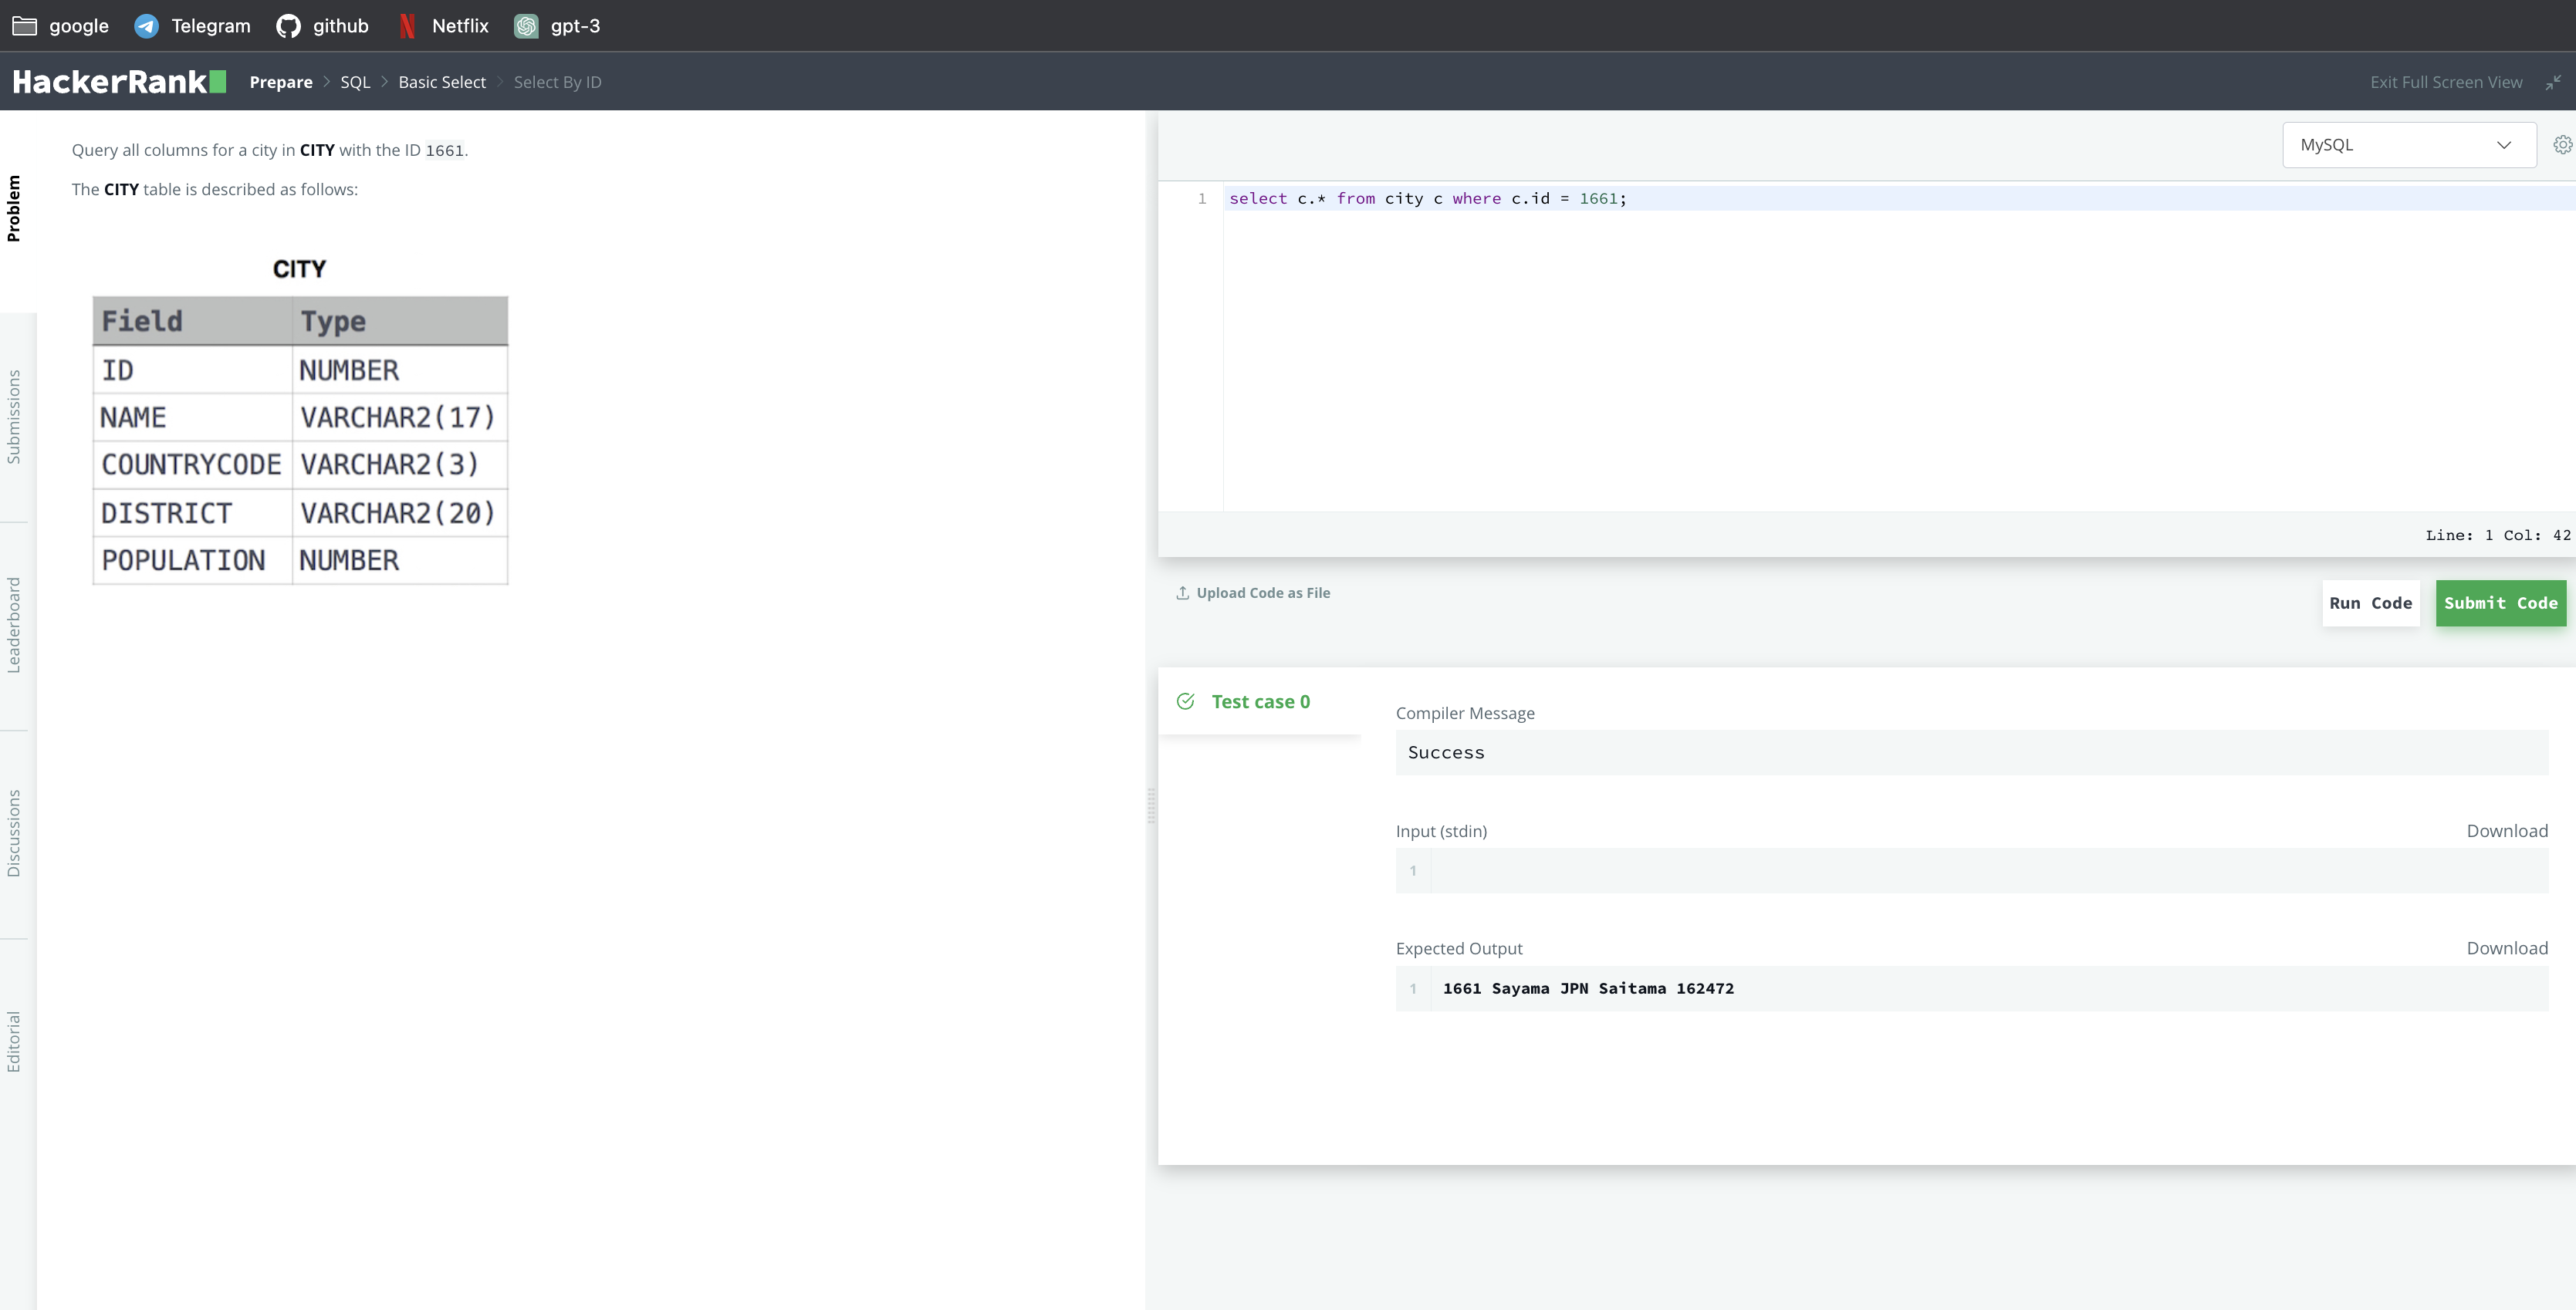 google Telegram github Netflix gpt-3
HackerRank Prepare SQL Basic Select Select By ID Exit Full Screen View
Problem
Submissions
Leaderboard
Discussions
Editorial
Query all columns for a city in CITY with the ID 1661.
The CITY table is described as follows:
CITY
Field Type
ID NUMBER
NAME VARCHAR2(17)
COUNTRYCODE VARCHAR2(3)
DISTRICT VARCHAR2(20)
POPULATION NUMBER
MySQL
1 select c.* from city c where c.id = 1661;
Line: 1 Col: 42
Upload Code as File Run Code Submit Code
Test case 0
Compiler Message
Success
Input (stdin) Download
1
Expected Output Download
1 1661 Sayama JPN Saitama 162472